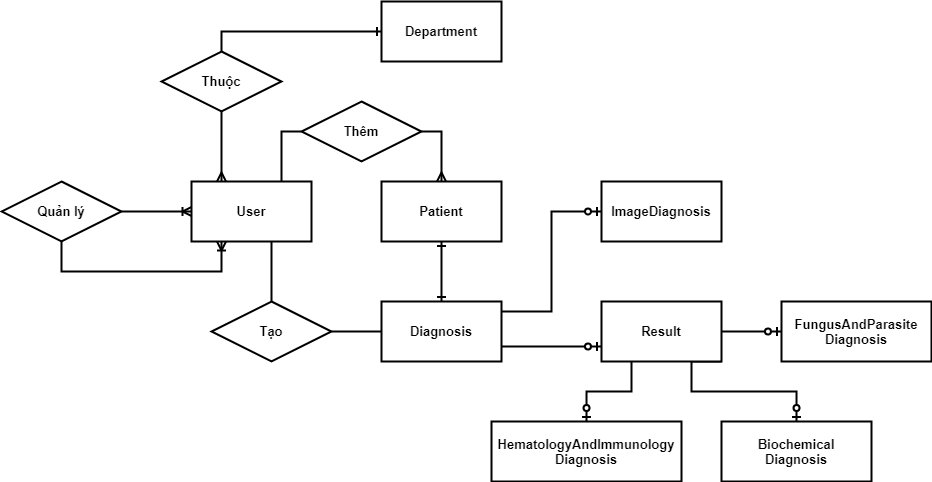 Department
Thuộc
Thêm
Quản lý
User
Patient
ImageDiagnosis
Tạo
Diagnosis
Result
FungusAndParasite
Diagnosis
HematologyAndImmunology
Diagnosis
Biochemical
Diagnosis